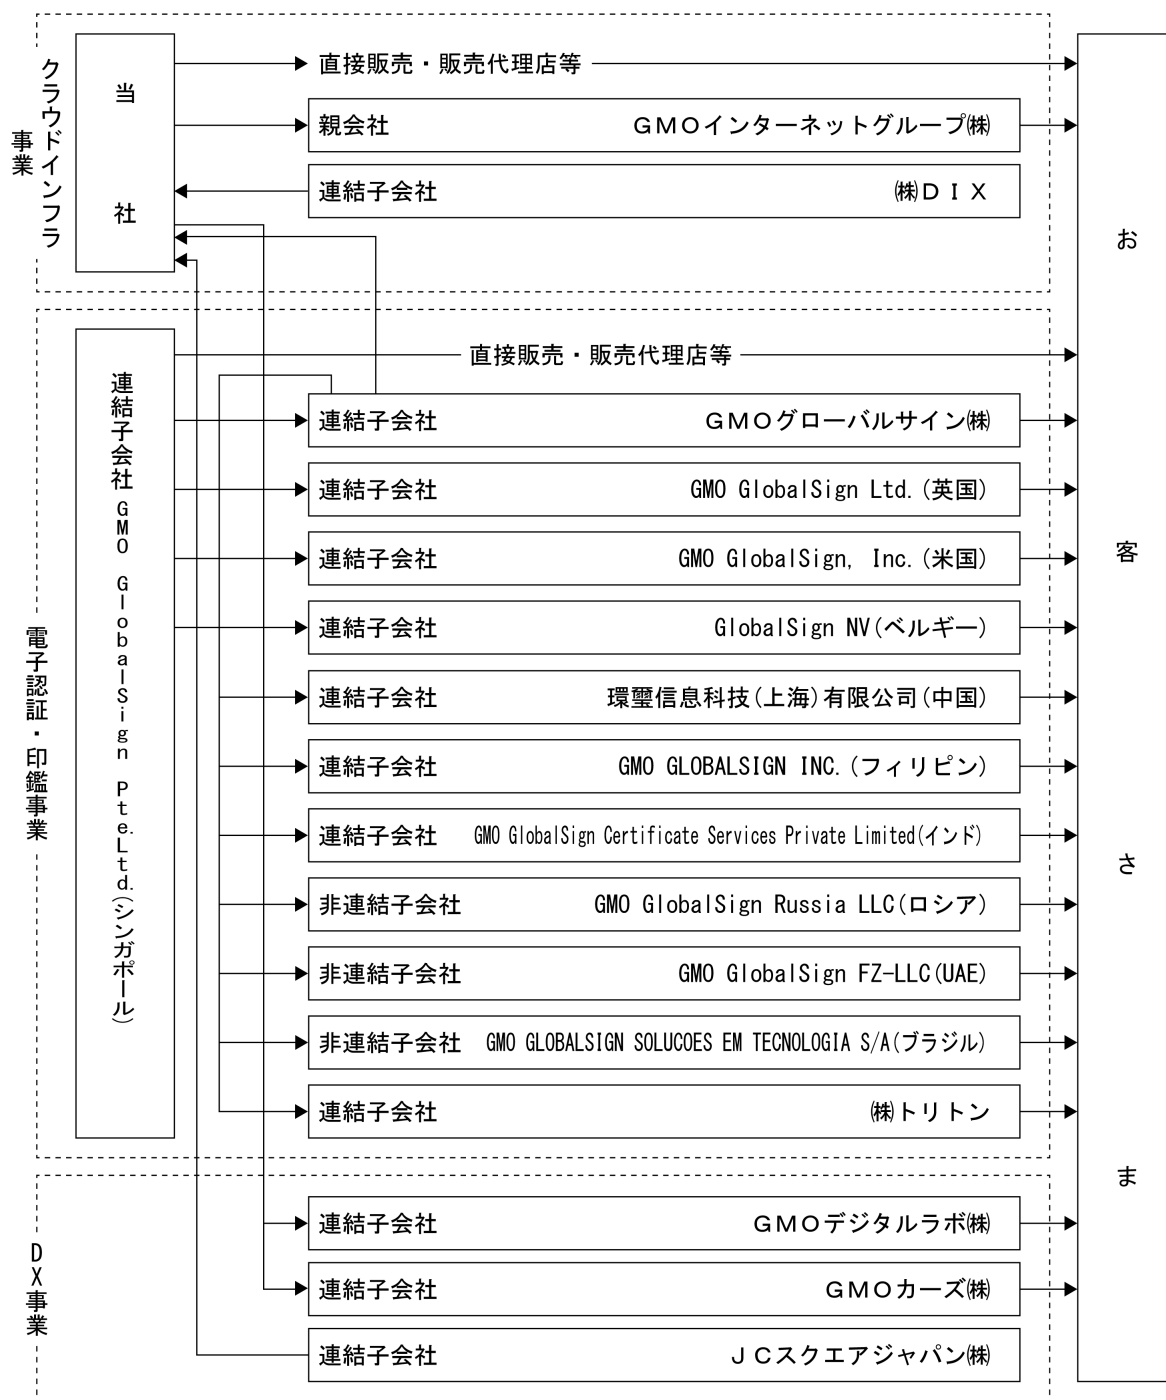 クラウドインフラ
事業
当社
直接販売・販売代理店等
親会社 ＧＭＯインターネットグループ㈱
連結子会社 ㈱ＤＩＸ
電子認証・印鑑事業
連結子会社 GMO GlobalSign Pte.Ltd.(シンガポール)
直接販売・販売代理店等
連結子会社 ＧＭＯグローバルサイン㈱
連結子会社 GMO GlobalSign Ltd.(英国)
連結子会社 GMO GlobalSign, Inc.(米国)
連結子会社 GlobalSign NV(ベルギー)
連結子会社 環璽信息科技(上海)有限公司(中国)
連結子会社 GMO GLOBALSIGN INC.(フィリピン)
連結子会社 GMO GlobalSign Certificate Services Private Limited(インド)
非連結子会社 GMO GlobalSign Russia LLC(ロシア)
非連結子会社 GMO GlobalSign FZ-LLC(UAE)
非連結子会社 GMO GLOBALSIGN SOLUCOES EM TECNOLOGIA S/A(ブラジル)
連結子会社 ㈱トリトン
DX事業
連結子会社 ＧＭＯデジタルラボ㈱
連結子会社 ＧＭＯカーズ㈱
連結子会社 ＪＣスクエアジャパン㈱
お客さま